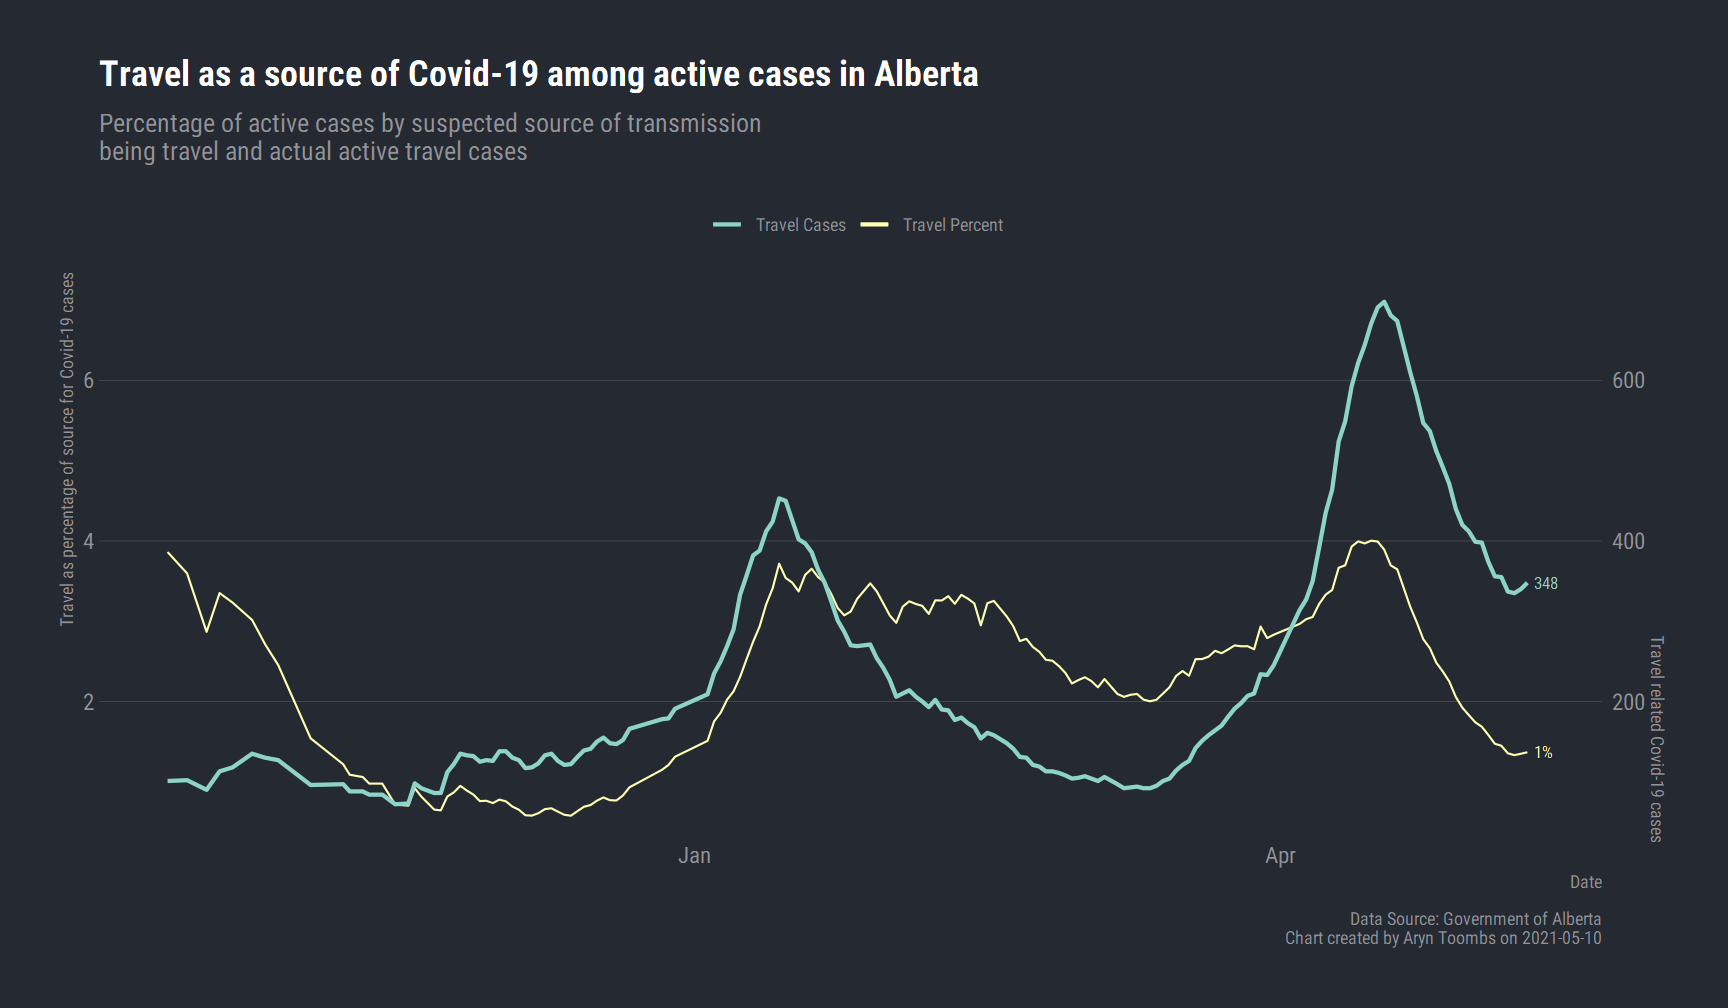 Travel as a source of Covid-19 among active cases in Alberta
Percentage of active cases by suspected source of transmission
being travel and actual active travel cases
Travel Cases
Travel Percent
Travel as percentage of source for Covid-19 cases
6
4
2
600
400
200
Travel related Covid-19 cases
348
1%
Jan
Apr
Date
Data Source: Government of Alberta
Chart created by Aryn Toombs on 2021-05-10